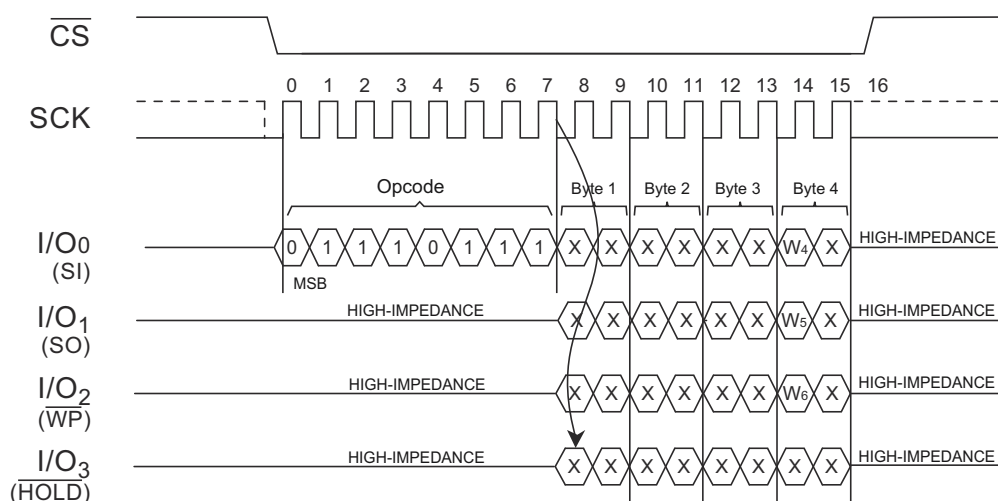 CS
0 1 2 3 4 5 6 7 8 9 10 11 12 13 14 15 16
SCK
Opcode Byte 1 Byte 2 Byte 3 Byte 4
I/O0 0 1 1 1 0 1 1 1 X X X X X X W4 X HIGH-IMPEDANCE
(SI)
MSB
I/O1 HIGH-IMPEDANCE X X X X X X W5 X HIGH-IMPEDANCE
(SO)
I/O2 HIGH-IMPEDANCE X X X X X X W6 X HIGH-IMPEDANCE
(WP)
I/O3 HIGH-IMPEDANCE X X X X X X X X HIGH-IMPEDANCE
(HOLD)